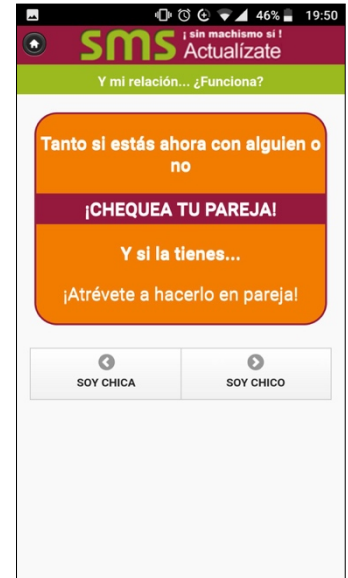 46% 19:50
sms ¡ sin machismo sí !
Actualízate
Y mi relación... ¿Funciona?
Tanto si estás ahora con alguien o
no
¡CHEQUEA TU PAREJA!
Y si la tienes...
¡Atrévete a hacerlo en pareja!
SOY CHICA SOY CHICO